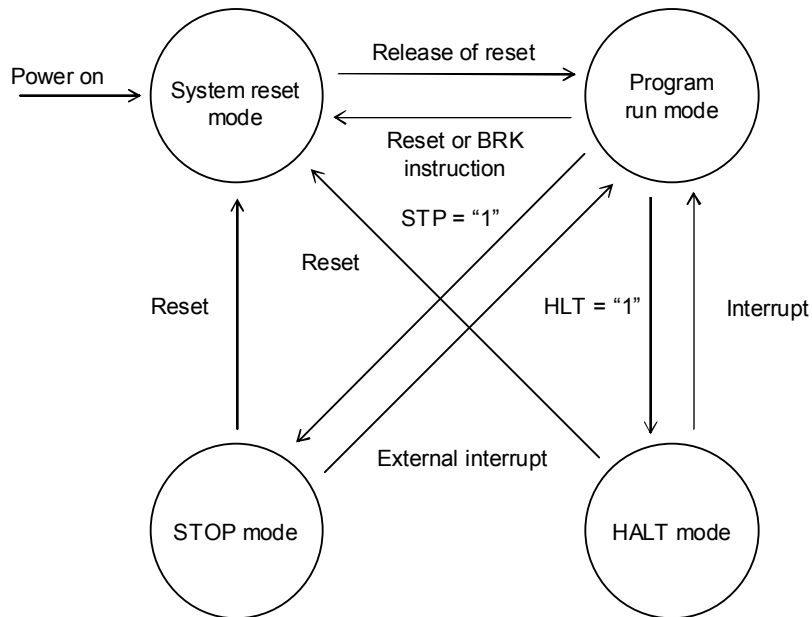 Power on
System reset
mode
Release of reset
Program
run mode
Reset or BRK
instruction
STP = “1”
Reset
Reset
HLT = “1”
Interrupt
External interrupt
STOP mode
HALT mode